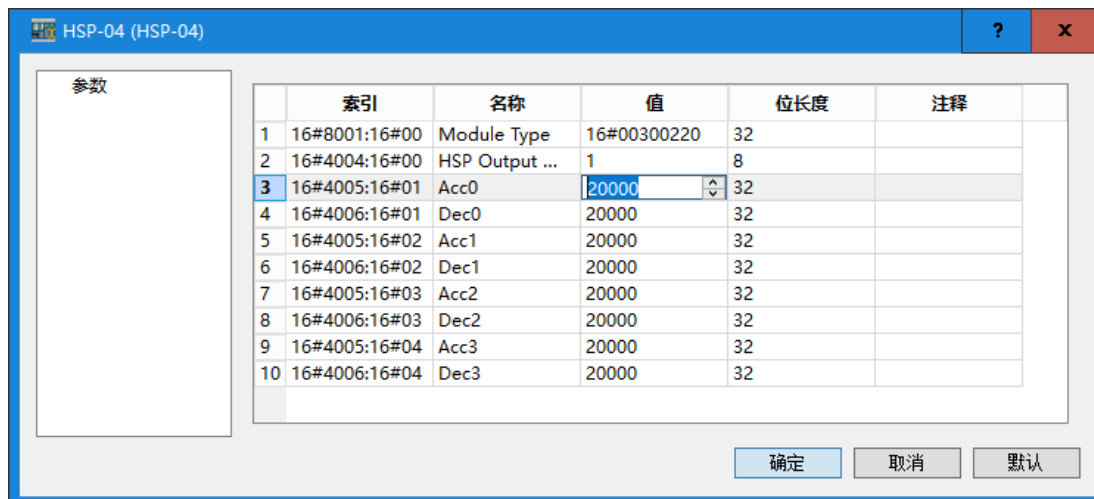 HSP-04 (HSP-04) ? x
参数
索引 名称 值 位长度 注释
1 16#8001:16#00 Module Type 16#00300220 32
2 16#4004:16#00 HSP Output ... 1 8
3 16#4005:16#01 Acc0 20000 32
4 16#4006:16#01 Dec0 20000 32
5 16#4005:16#02 Acc1 20000 32
6 16#4006:16#02 Dec1 20000 32
7 16#4005:16#03 Acc2 20000 32
8 16#4006:16#03 Dec2 20000 32
9 16#4005:16#04 Acc3 20000 32
10 16#4006:16#04 Dec3 20000 32
确定 取消 默认